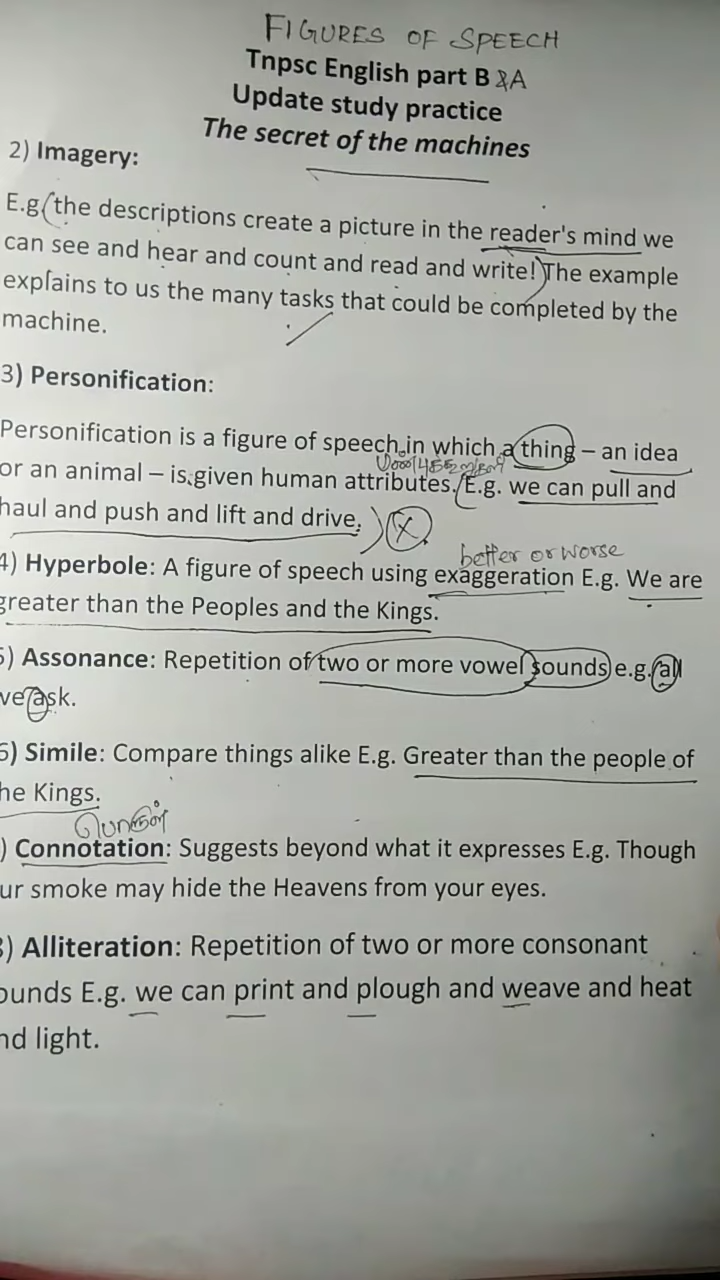 FIGURES OF SPEECH
Tnpsc English part B & A
Update study practice
The secret of the machines
2) Imagery:
E.g. (the descriptions create a picture in the reader's mind we
can see and hear and count and read and write!) The example
explains to us the many tasks that could be completed by the
machine.
3) Personification:
Personification is a figure of speech in which a thing – an idea
or an animal – is given human attributes. (E.g. we can pull and
haul and push and lift and drive.) X
better or worse
4) Hyperbole: A figure of speech using exaggeration E.g. We are
greater than the Peoples and the Kings.
5) Assonance: Repetition of two or more vowel sounds e.g. all
ve ask.
6) Simile: Compare things alike E.g. Greater than the people of
he Kings.
பொருள்
) Connotation: Suggests beyond what it expresses E.g. Though
ur smoke may hide the Heavens from your eyes.
8) Alliteration: Repetition of two or more consonant
ounds E.g. we can print and plough and weave and heat
nd light.